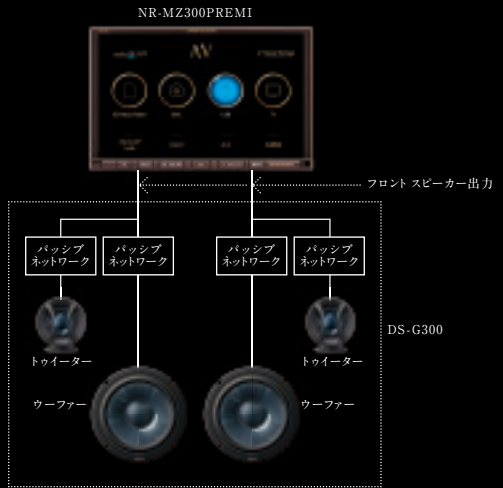 NR-MZ300PREMI
AV
フロント スピーカー出力
パッシブ
ネットワーク
パッシブ
ネットワーク
パッシブ
ネットワーク
パッシブ
ネットワーク
DS-G300
トゥイーター
トゥイーター
ウーファー
ウーファー